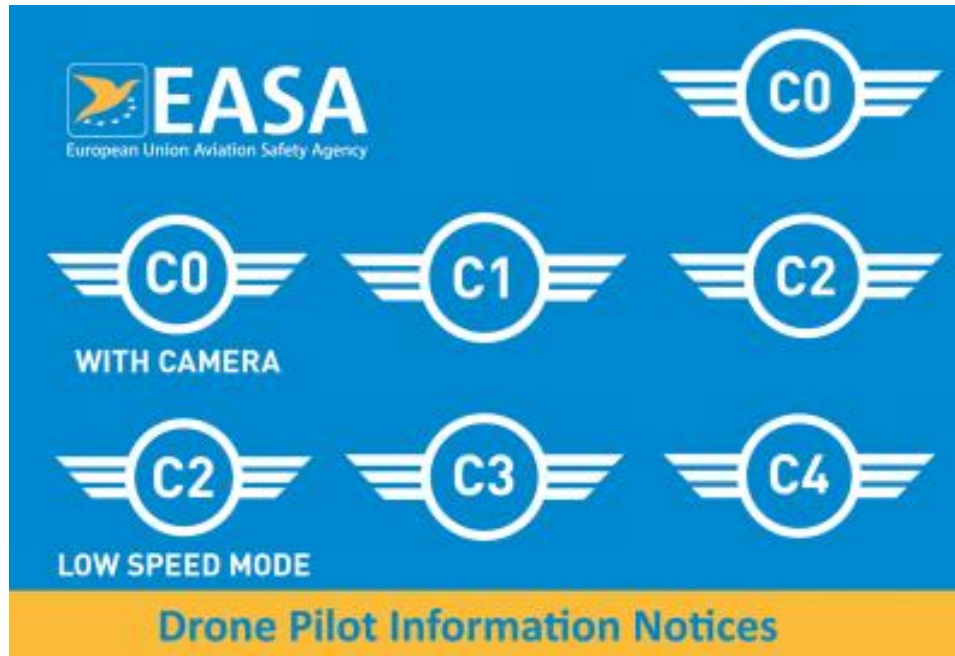 EASA
European Union Aviation Safety Agency
C0
C0
WITH CAMERA
C1
C2
C2
LOW SPEED MODE
C3
C4
Drone Pilot Information Notices